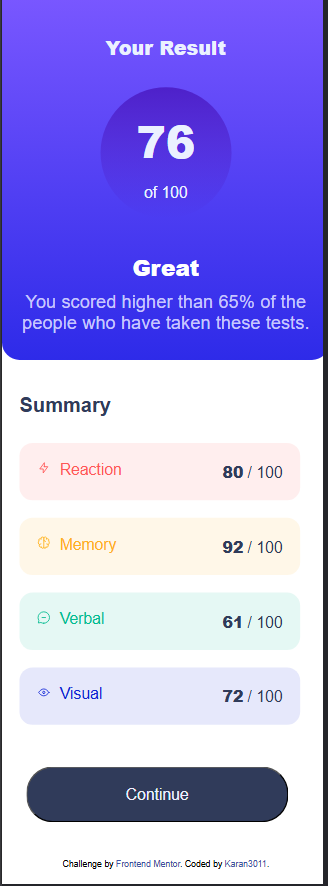 Your Result
76
of 100
Great
You scored higher than 65% of the
people who have taken these tests.
Summary
Reaction 80 / 100
Memory 92 / 100
Verbal 61 / 100
Visual 72 / 100
Continue
Challenge by Frontend Mentor. Coded by Karan3011.